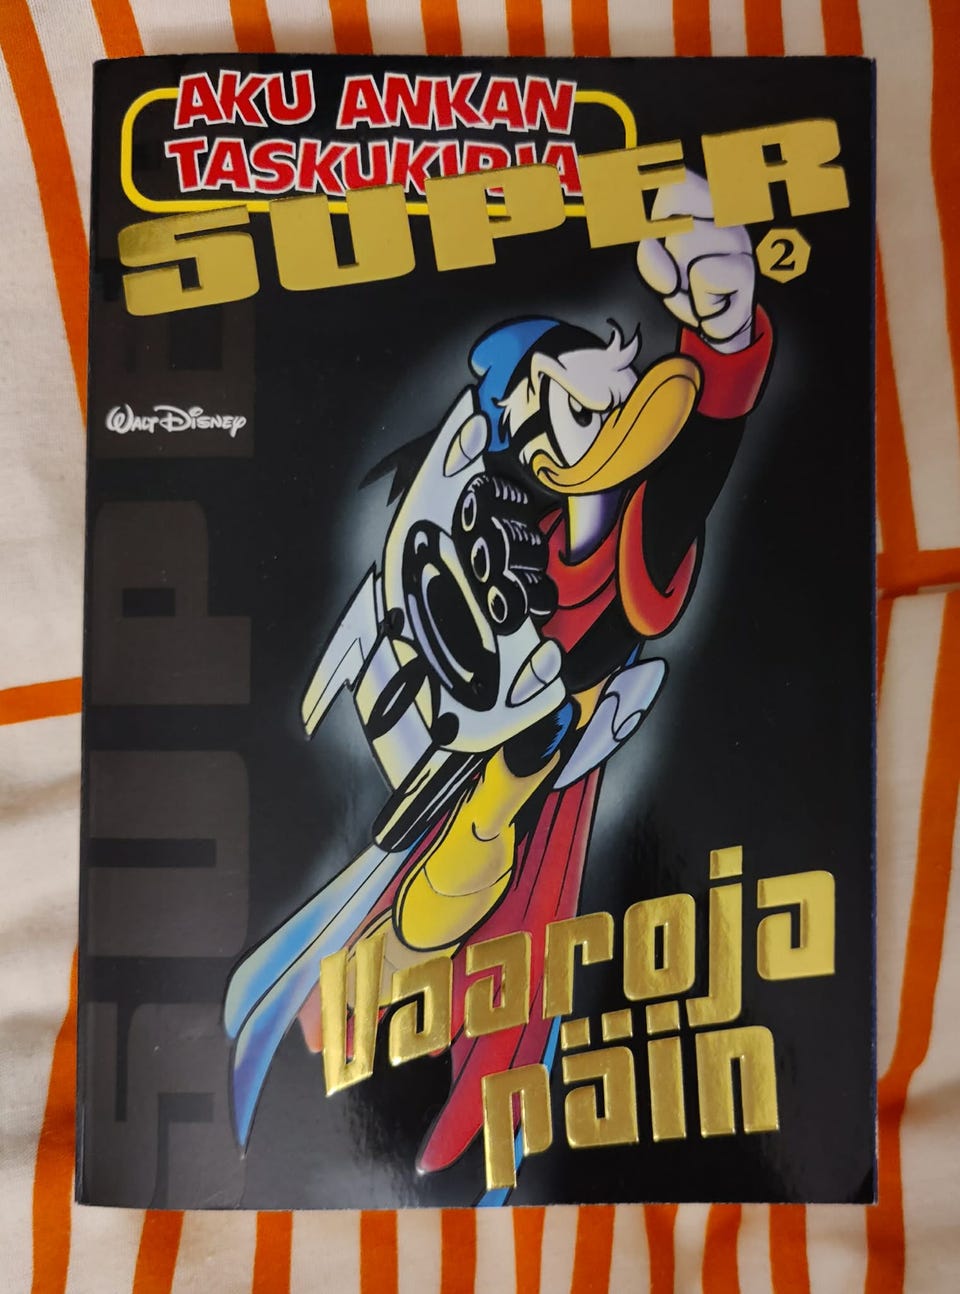 AKU ANKAN
TASKUKIRJA
SUPER
2
WALT DISNEY
SUPER
Vaaroja
päin